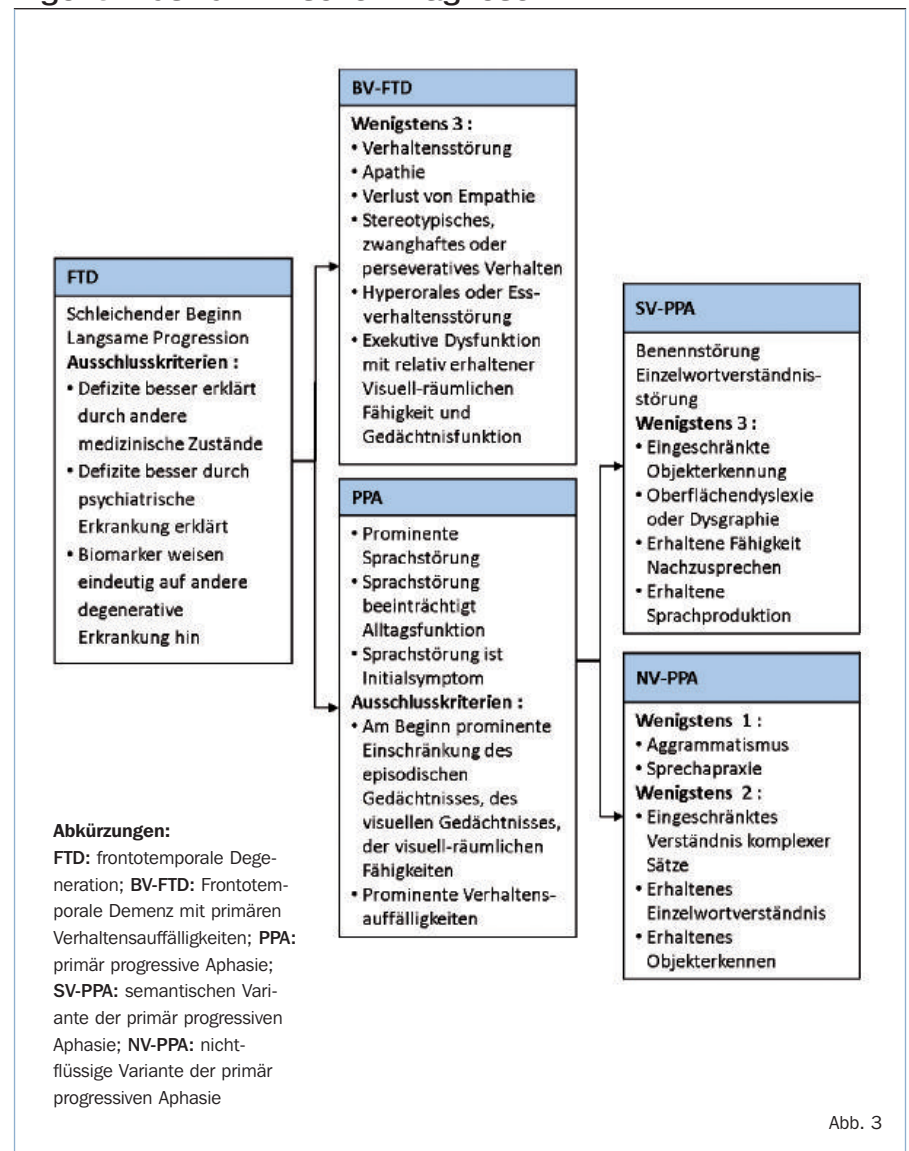 BV-FTD
Wenigstens 3 :
• Verhaltensstörung
• Apathie
• Verlust von Empathie
• Stereotypisches,
zwanghaftes oder
perseveratives Verhalten
• Hyperorales oder Ess-
verhaltensstörung
• Exekutive Dysfunktion
mit relativ erhaltener
Visuell-räumlichen
Fähigkeit und
Gedächtnisfunktion
FTD
Schleichender Beginn
Langsame Progression
Ausschlusskriterien :
• Defizite besser erklärt
durch andere
medizinische Zustände
• Defizite besser durch
psychiatrische
Erkrankung erklärt
• Biomarker weisen
eindeutig auf andere
degenerative
Erkrankung hin
PPA
• Prominente
Sprachstörung
• Sprachstörung
beeinträchtigt
Alltagsfunktion
• Sprachstörung ist
Initialsymptom
Ausschlusskriterien :
• Am Beginn prominente
Einschränkung des
episodischen
Gedächtnisses, des
visuellen Gedächtnisses,
der visuell-räumlichen
Fähigkeiten
• Prominente Verhaltens-
auffälligkeiten
SV-PPA
Benennstörung
Einzelwortverständnis-
störung
Wenigstens 3 :
• Eingeschränkte
Objekterkennung
• Oberflächendyslexie
oder Dysgraphie
• Erhaltene Fähigkeit
Nachzusprechen
• Erhaltene
Sprachproduktion
NV-PPA
Wenigstens 1 :
• Aggrammatismus
• Sprechapraxie
Wenigstens 2 :
• Eingeschränktes
Verständnis komplexer
Sätze
• Erhaltenes
Einzelwortverständnis
• Erhaltenes
Objekterkennen
Abkürzungen:
FTD: frontotemporale Dege-
neration; BV-FTD: Frontotem-
porale Demenz mit primären
Verhaltensauffälligkeiten; PPA:
primär progressive Aphasie;
SV-PPA: semantischen Vari-
ante der primär progressiven
Aphasie; NV-PPA: nicht-
flüssige Variante der primär
progressiven Aphasie
Abb. 3